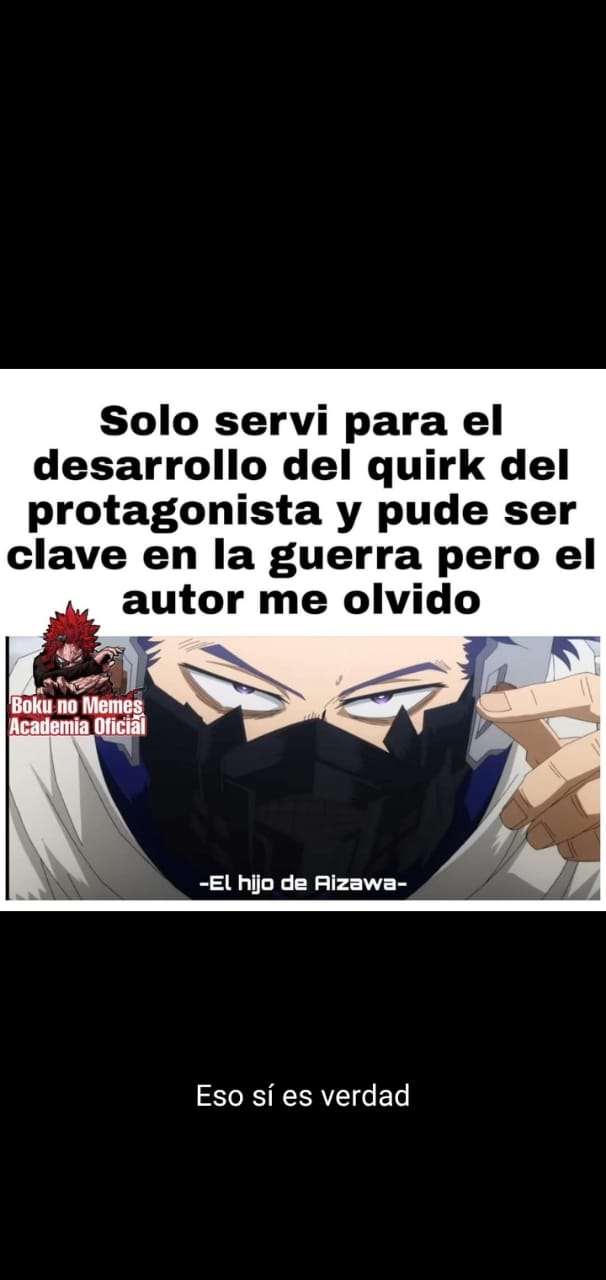 Solo servi para el
desarrollo del quirk del
protagonista y pude ser
clave en la guerra pero el
autor me olvido
Boku no Memes
Academia Oficial
-El hijo de Aizawa-
Eso sí es verdad